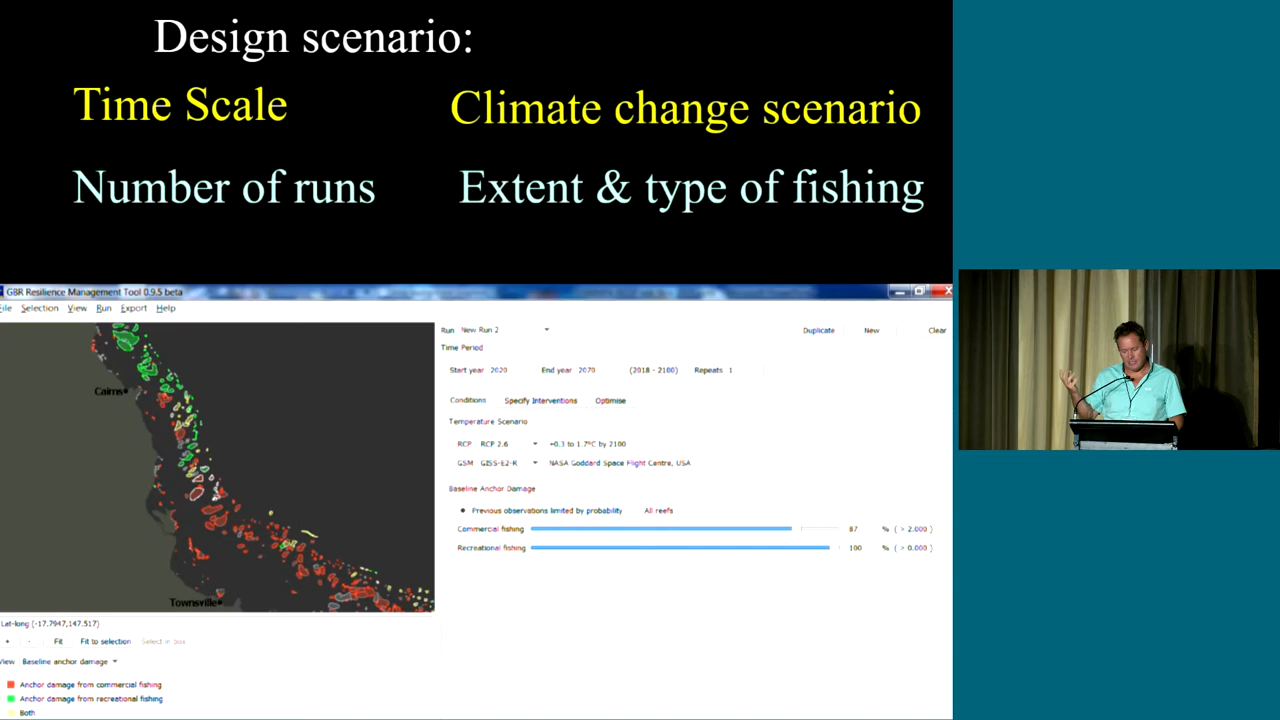 Design scenario:
Time Scale
Climate change scenario
Number of runs
Extent & type of fishing
GBR Resilience Management Tool 0.9.5 beta
File Selection View Run Export Help
Cairns
Townsville
Lat-long (-17.7947,147.517)
+ - Fit Fit to selection Select in box
View Baseline anchor damage
Anchor damage from commercial fishing
Anchor damage from recreational fishing
Both
Run New Run 2 Duplicate New Clear
Time Period
Start year 2020 End year 2070 (2018 - 2100) Repeats 1
Conditions Specify Interventions Optimise
Temperature Scenario
RCP RCP 2.6 +0.3 to 1.7°C by 2100
GSM GISS-E2-R NASA Goddard Space Flight Centre, USA
Baseline Anchor Damage
Previous observations limited by probability All reefs
Commercial fishing 87 % ( > 2.000 )
Recreational fishing 100 % ( > 0.000 )